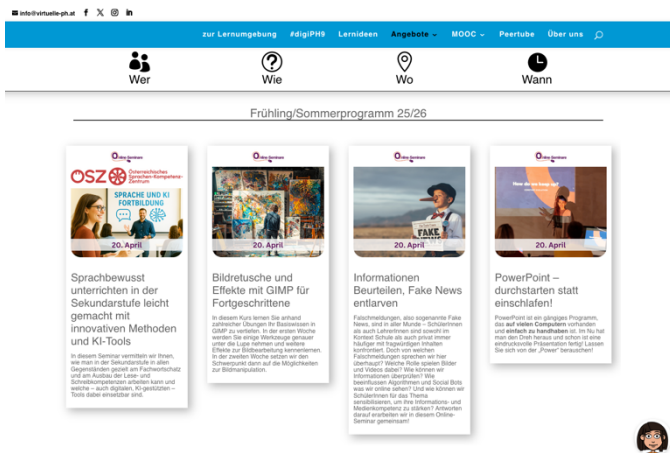 info@virtuelle-ph.at
zur Lernumgebung #digiPH9 Lernideen Angebote MOOC Peertube Über uns
Wer Wie Wo Wann
Frühling/Sommerprogramm 25/26
Online Seminare
ÖSZ Österreichisches
Sprachen-Kompetenz-
Zentrum
SPRACHE UND KI
FORTBILDUNG
20. April
Sprachbewusst
unterrichten in der
Sekundarstufe leicht
gemacht mit
innovativen Methoden
und KI-Tools
In diesem Seminar vermitteln wir Ihnen,
wie man in der Sekundarstufe in allen
Gegenständen gezielt am Fachwortschatz
und am Ausbau der Lese- und
Schreibkompetenzen arbeiten kann und
welche – auch digitalen, KI-gestützten –
Tools dabei einsetzbar sind.
Online Seminare
20. April
Bildretusche und
Effekte mit GIMP für
Fortgeschrittene
In diesem Kurs lernen Sie anhand
zahlreicher Übungen Ihr Basiswissen in
GIMP zu vertiefen. In der ersten Woche
werden Sie einige Werkzeuge genauer
unter die Lupe nehmen und weitere
Effekte zur Bildbearbeitung kennenlernen.
In der zweiten Woche setzen wir den
Schwerpunkt dann auf die Möglichkeiten
zur Bildmanipulation.
Online Seminare
FAKE
20. April
Informationen
Beurteilen, Fake News
entlarven
Falschmeldungen, also sogenannte Fake
News, sind in aller Munde – SchülerInnen
als auch LehrerInnen sind sowohl im
Kontext Schule als auch privat immer
häufiger mit fragwürdigen Inhalten
konfrontiert. Doch von welchen
Falschmeldungen sprechen wir hier
überhaupt? Welche Rolle spielen Bilder
und Videos dabei? Wie können wir
Informationen überprüfen? Wie
beeinflussen Algorithmen und Social Bots
was wir online sehen? Und wie können wir
SchülerInnen für das Thema
sensibilisieren, um ihre Informations- und
Medienkompetenz zu stärken? Antworten
darauf erarbeiten wir in diesem Online-
Seminar gemeinsam!
Online Seminare
20. April
PowerPoint –
durchstarten statt
einschlafen!
PowerPoint ist ein gängiges Programm,
das auf vielen Computern vorhanden
und einfach zu handhaben ist. Im Nu hat
man den Dreh heraus und schon ist eine
eindrucksvolle Präsentation fertig! Lassen
Sie sich von der „Power" berauschen!